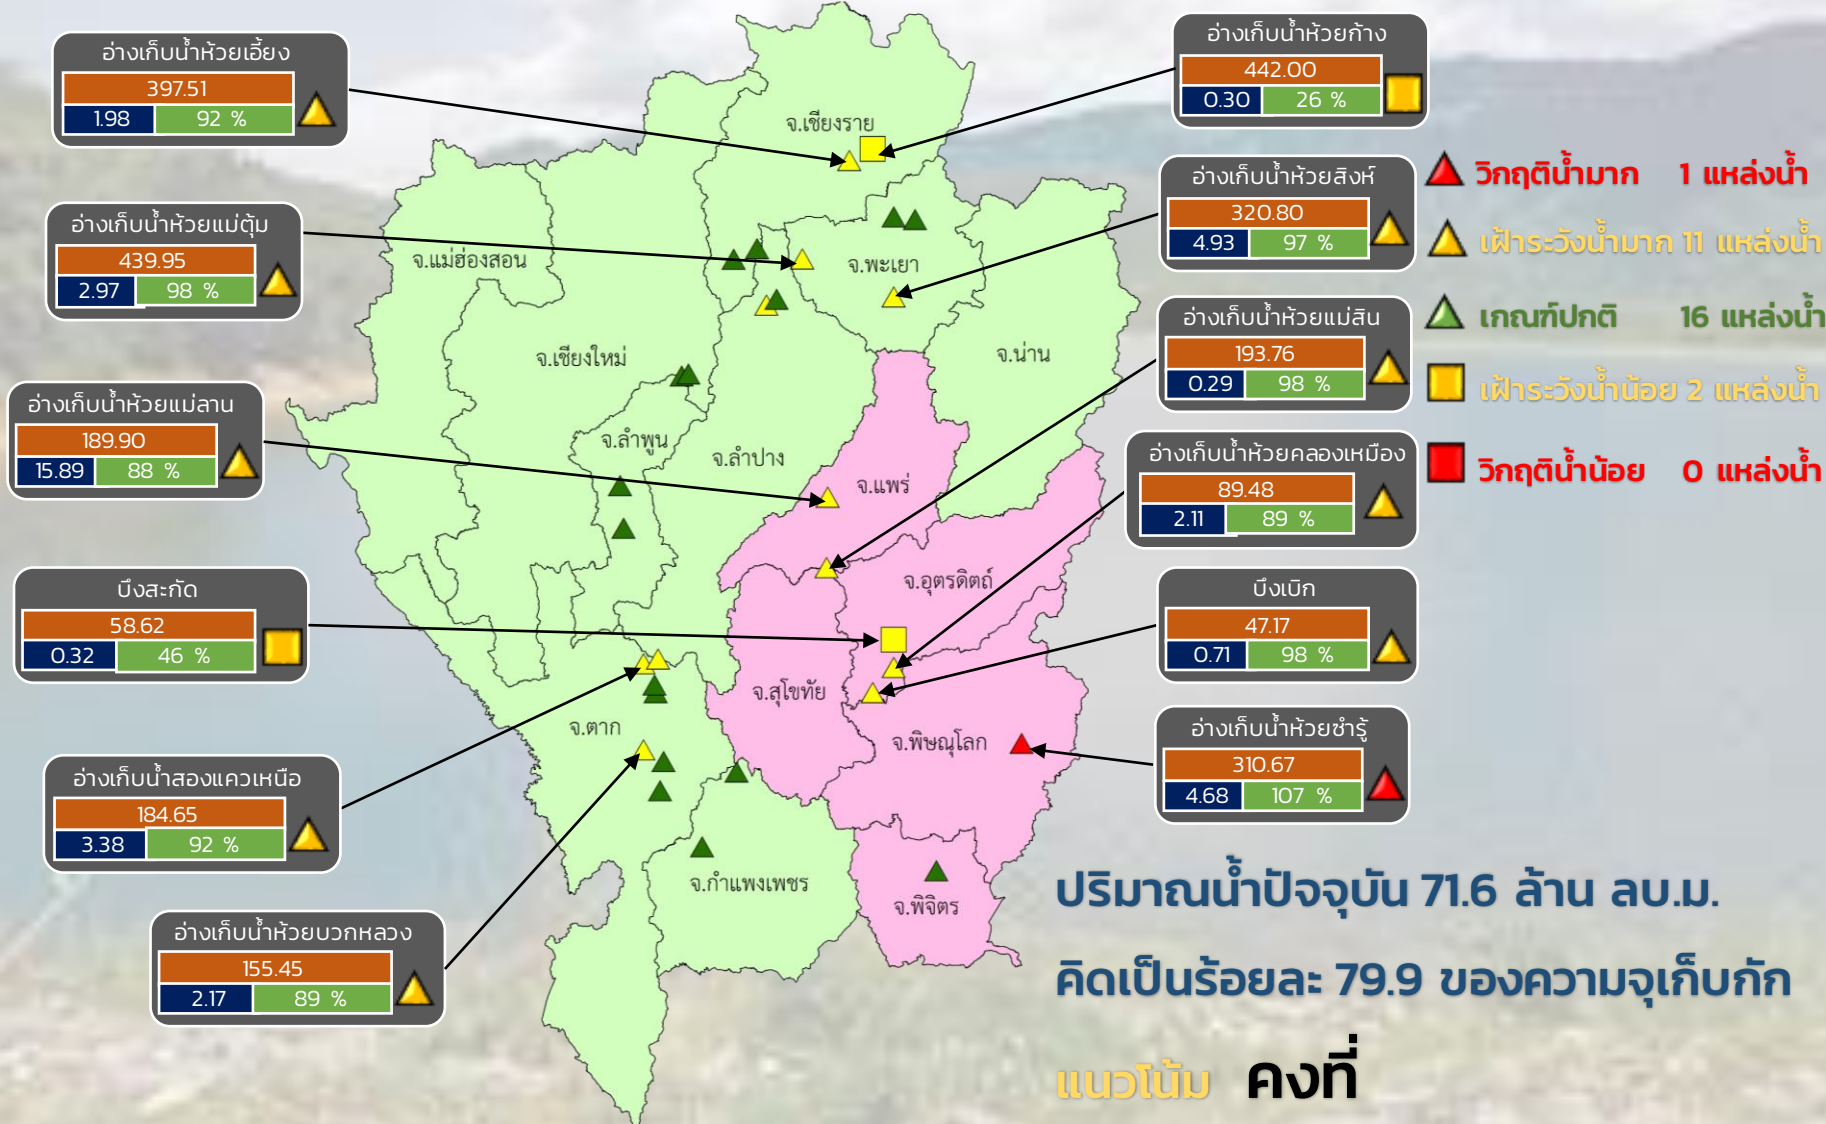 อ่างเก็บน้ำห้วยเอี้ยง
397.51
1.98 92 %
อ่างเก็บน้ำห้วยแม่ตุ้ม
439.95
2.97 98 %
อ่างเก็บน้ำห้วยแม่ลาน
189.90
15.89 88 %
บึงสะกัด
58.62
0.32 46 %
อ่างเก็บน้ำสองแควเหนือ
184.65
3.38 92 %
อ่างเก็บน้ำห้วยบวกหลวง
155.45
2.17 89 %
จ.เชียงราย
จ.แม่ฮ่องสอน
จ.พะเยา
จ.เชียงใหม่
จ.น่าน
จ.ลำพูน
จ.ลำปาง
จ.แพร่
จ.อุตรดิตถ์
จ.สุโขทัย
จ.ตาก
จ.พิษณุโลก
จ.กำแพงเพชร
จ.พิจิตร
อ่างเก็บน้ำห้วยก้าง
442.00
0.30 26 %
อ่างเก็บน้ำห้วยสิงห์
320.80
4.93 97 %
อ่างเก็บน้ำห้วยแม่สิน
193.76
0.29 98 %
อ่างเก็บน้ำห้วยคลองเหมือง
89.48
2.11 89 %
บึงเบิก
47.17
0.71 98 %
อ่างเก็บน้ำห้วยซำรู้
310.67
4.68 107 %
วิกฤติน้ำมาก 1 แหล่งน้ำ
เฝ้าระวังน้ำมาก 11 แหล่งน้ำ
เกณฑ์ปกติ 16 แหล่งน้ำ
เฝ้าระวังน้ำน้อย 2 แหล่งน้ำ
วิกฤติน้ำน้อย 0 แหล่งน้ำ
ปริมาณน้ำปัจจุบัน 71.6 ล้าน ลบ.ม.
คิดเป็นร้อยละ 79.9 ของความจุเก็บกัก
แนวโน้ม คงที่